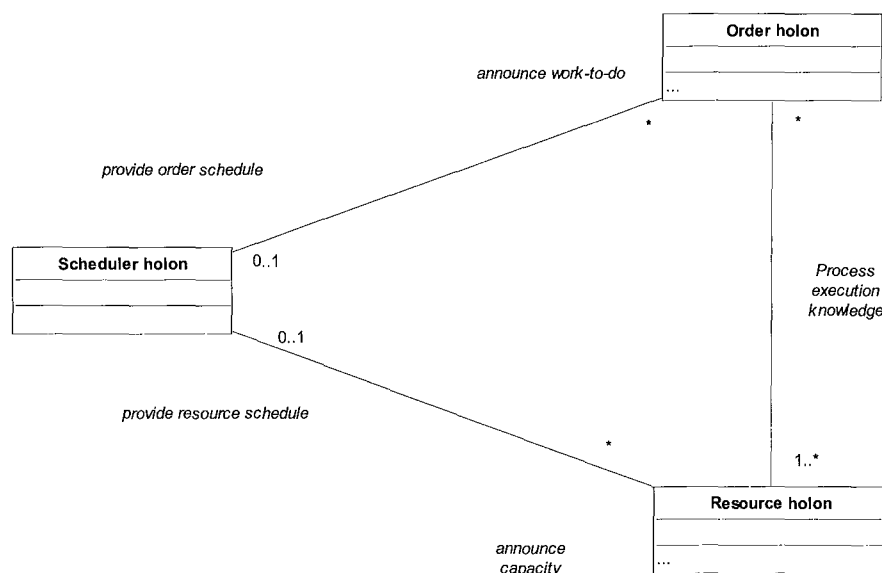 Order holon
announce work-to-do
...
*
*
provide order schedule
Scheduler holon
0..1
Process
execution
knowledge
0..1
provide resource schedule
*
1..*
Resource holon
announce
capacity
...